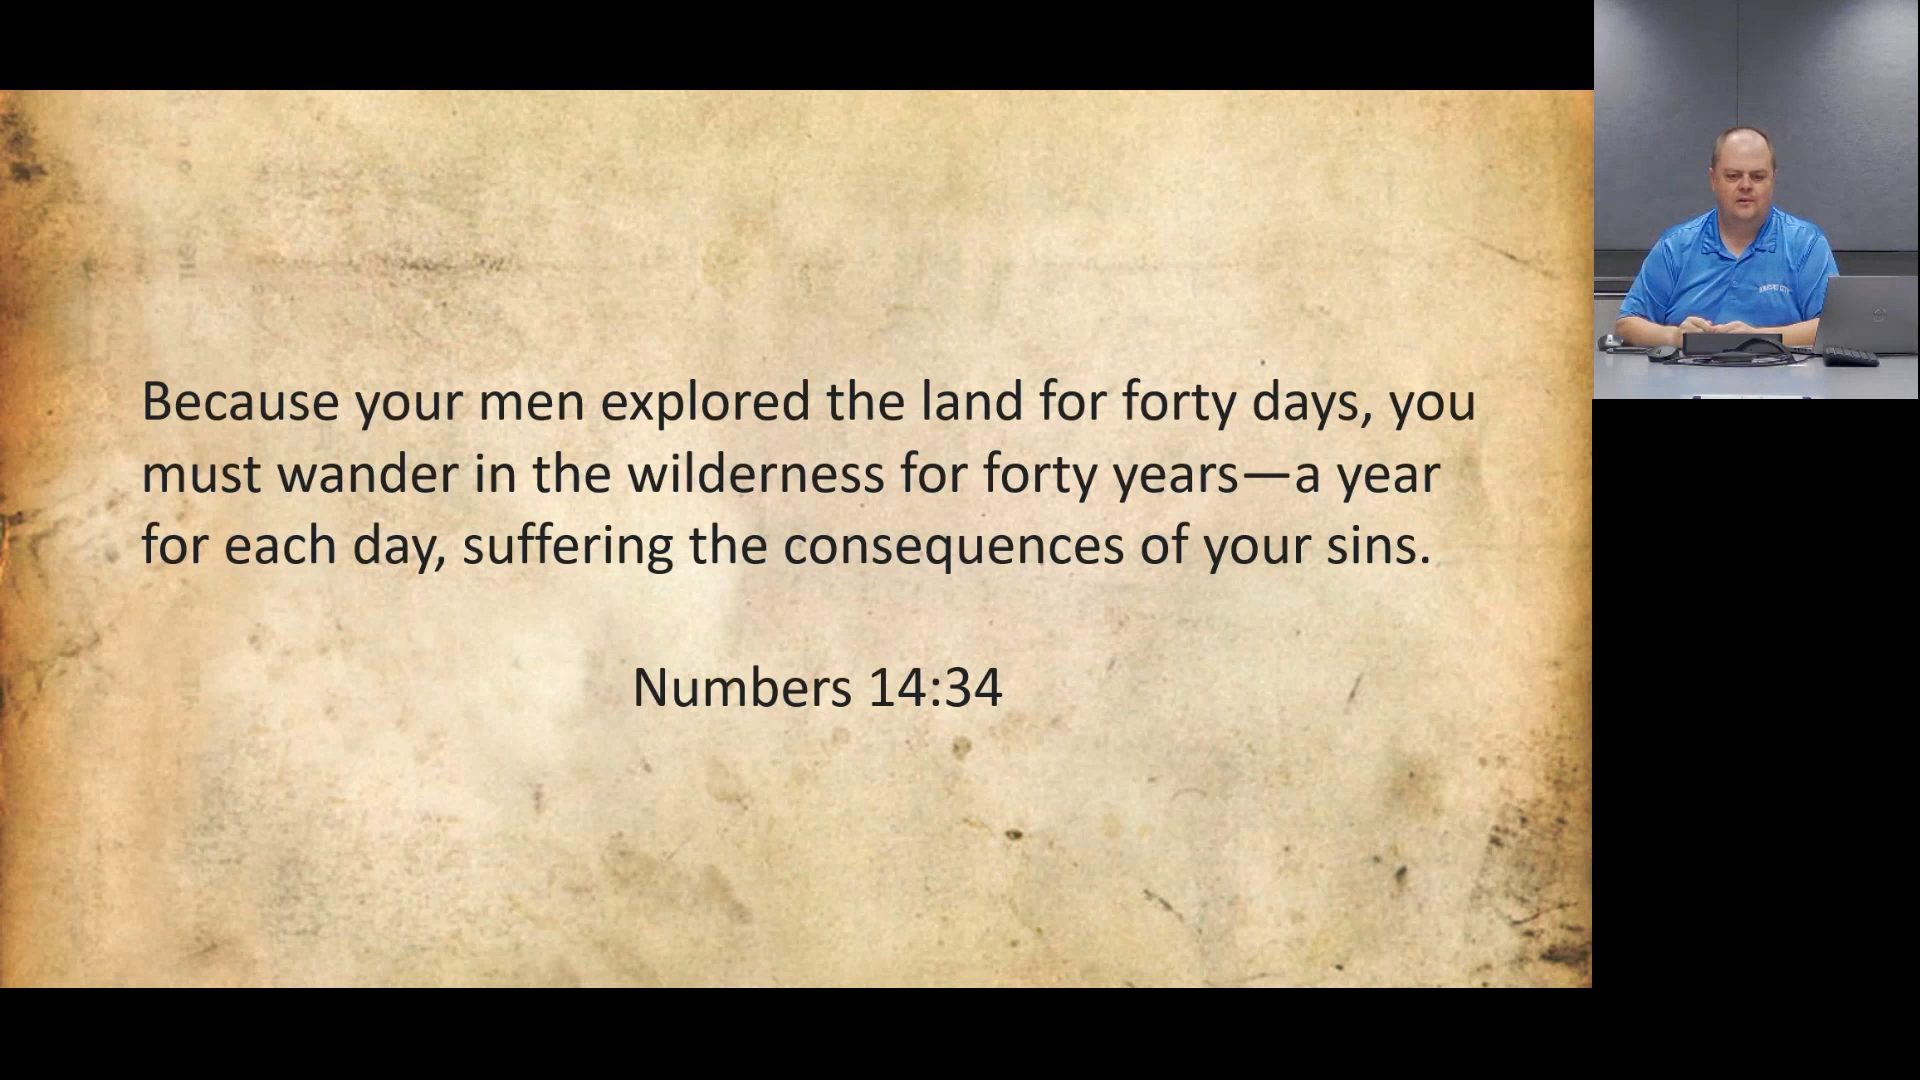 Because your men explored the land for forty days, you
must wander in the wilderness for forty years—a year
for each day, suffering the consequences of your sins.
Numbers 14:34